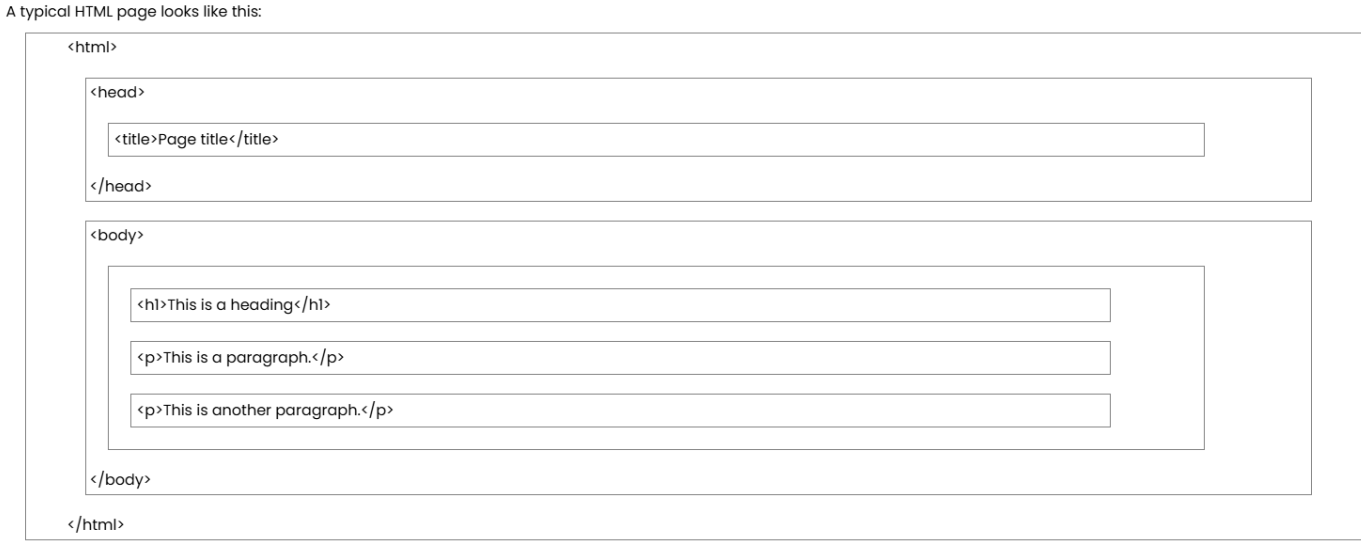 A typical HTML page looks like this:
<html>
<head>
<title>Page title</title>
</head>
<body>
<h1>This is a heading</h1>
<p>This is a paragraph.</p>
<p>This is another paragraph.</p>
</body>
</html>